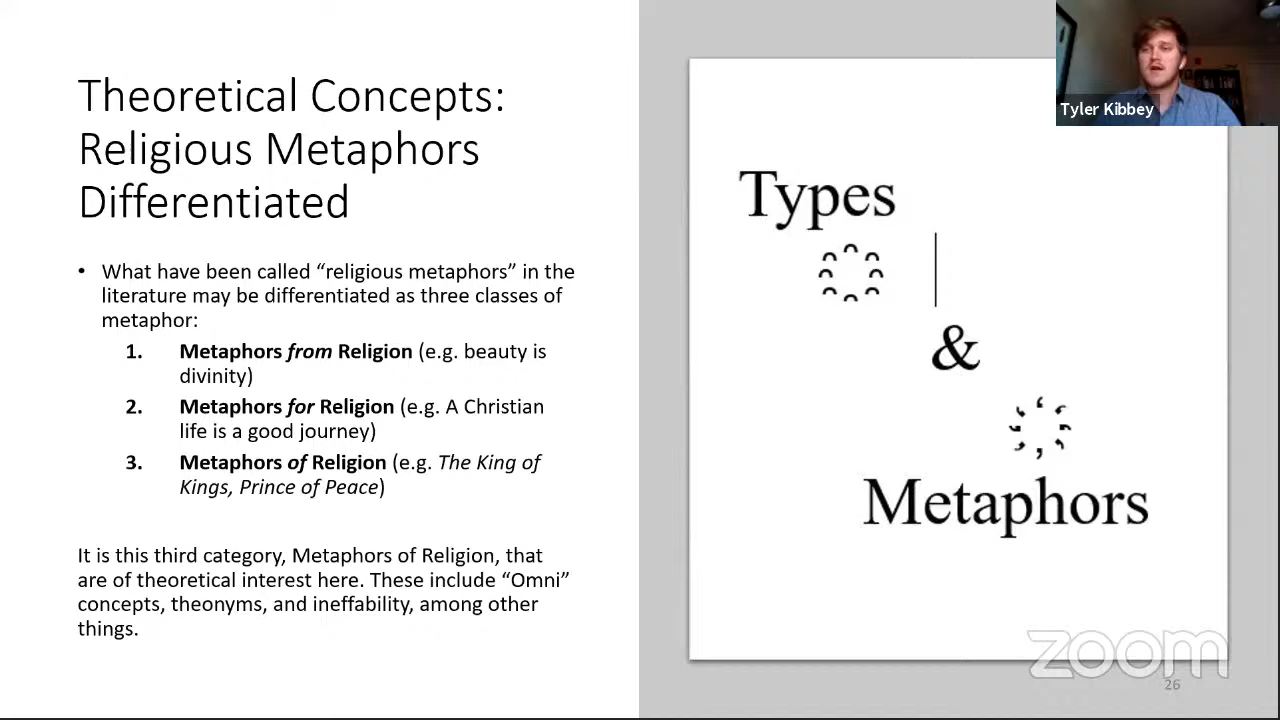 Theoretical Concepts:
Religious Metaphors
Differentiated
• What have been called “religious metaphors” in the
literature may be differentiated as three classes of
metaphor:
1. Metaphors from Religion (e.g. beauty is
divinity)
2. Metaphors for Religion (e.g. A Christian
life is a good journey)
3. Metaphors of Religion (e.g. The King of
Kings, Prince of Peace)
It is this third category, Metaphors of Religion, that
are of theoretical interest here. These include “Omni”
concepts, theonyms, and ineffability, among other
things.
Types
&
Metaphors
Tyler Kibbey
zoom
26